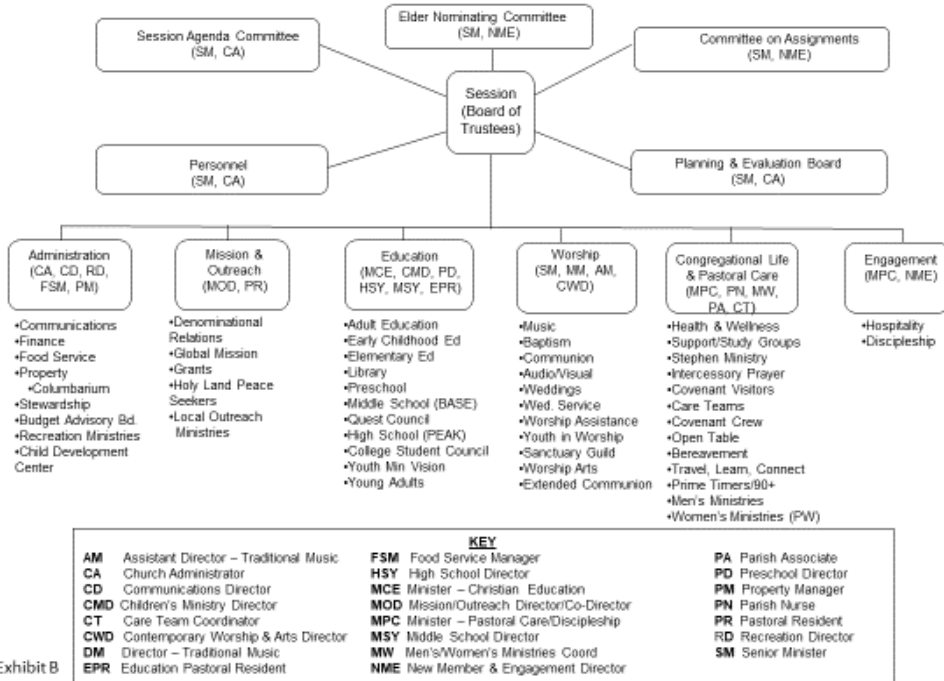 Elder Nominating Committee
(SM, NME)
Session Agenda Committee
(SM, CA)
Committee on Assignments
(SM, NME)
Session
(Board of
Trustees)
Personnel
(SM, CA)
Planning & Evaluation Board
(SM, CA)
Administration
(CA, CD, RD,
FSM, PM)
•Communications
•Finance
•Food Service
•Property
•Columbarium
•Stewardship
•Budget Advisory Bd.
•Recreation Ministries
•Child Development
Center
Mission &
Outreach
(MOD, PR)
•Denominational
Relations
•Global Mission
•Grants
•Holy Land Peace
Seekers
•Local Outreach
Ministries
Education
(MCE, CMD, PD,
HSY, MSY, EPR)
•Adult Education
•Early Childhood Ed
•Elementary Ed
•Library
•Preschool
•Middle School (BASE)
•Quest Council
•High School (PEAK)
•College Student Council
•Youth Min Vision
•Young Adults
Worship
(SM, MM, AM,
CWD)
•Music
•Baptism
•Communion
•Audio/Visual
•Weddings
•Wed. Service
•Worship Assistance
•Youth in Worship
•Sanctuary Guild
•Worship Arts
•Extended Communion
Congregational Life
& Pastoral Care
(MPC, PN, MW,
PA, CT)
•Health & Wellness
•Support/Study Groups
•Stephen Ministry
•Intercessory Prayer
•Covenant Visitors
•Care Teams
•Covenant Crew
•Open Table
•Bereavement
•Travel, Learn, Connect
•Prime Timers/90+
•Men's Ministries
•Women's Ministries (PW)
Engagement
(MPC, NME)
•Hospitality
•Discipleship
KEY
AM Assistant Director – Traditional Music
CA Church Administrator
CD Communications Director
CMD Children's Ministry Director
CT Care Team Coordinator
CWD Contemporary Worship & Arts Director
DM Director – Traditional Music
EPR Education Pastoral Resident
FSM Food Service Manager
HSY High School Director
MCE Minister – Christian Education
MOD Mission/Outreach Director/Co-Director
MPC Minister – Pastoral Care/Discipleship
MSY Middle School Director
MW Men's/Women's Ministries Coord
NME New Member & Engagement Director
PA Parish Associate
PD Preschool Director
PM Property Manager
PN Parish Nurse
PR Pastoral Resident
RD Recreation Director
SM Senior Minister
Exhibit B